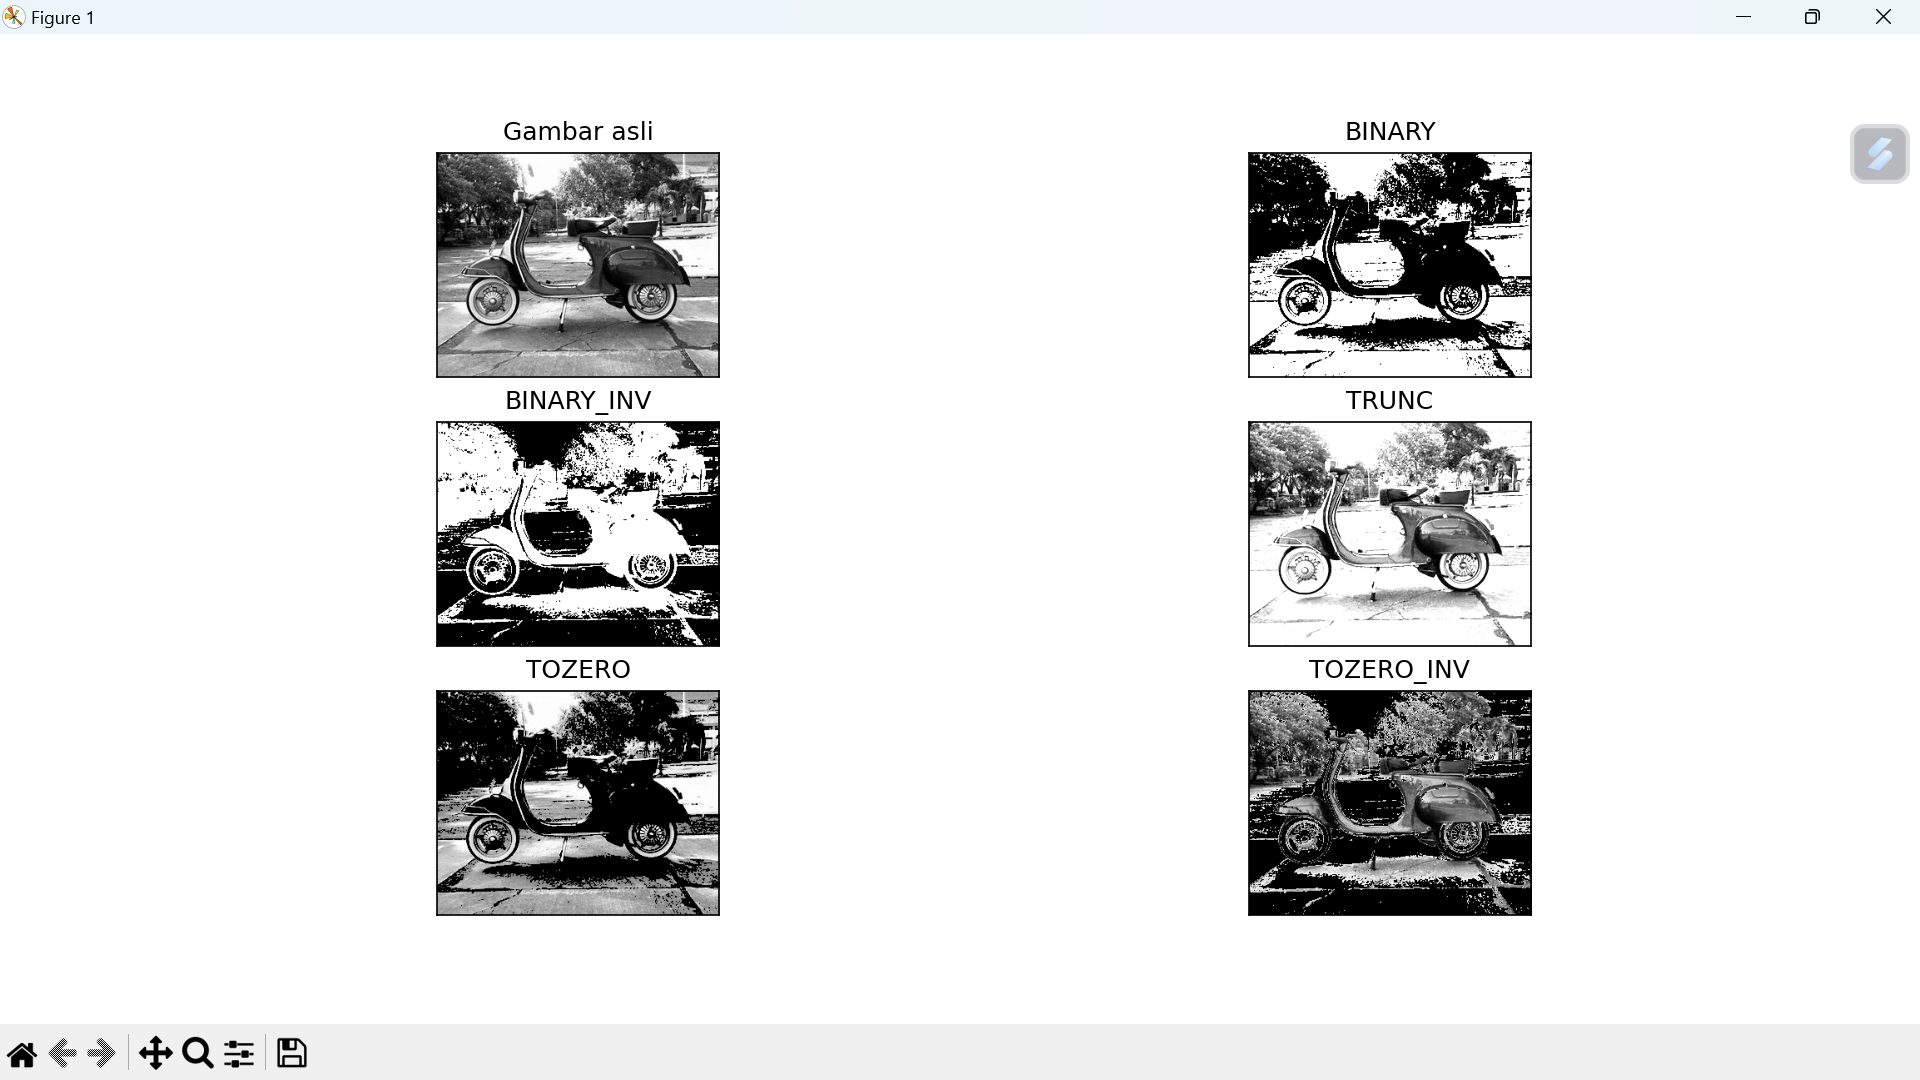 Figure 1
Gambar asli
BINARY
BINARY_INV
TRUNC
TOZERO
TOZERO_INV